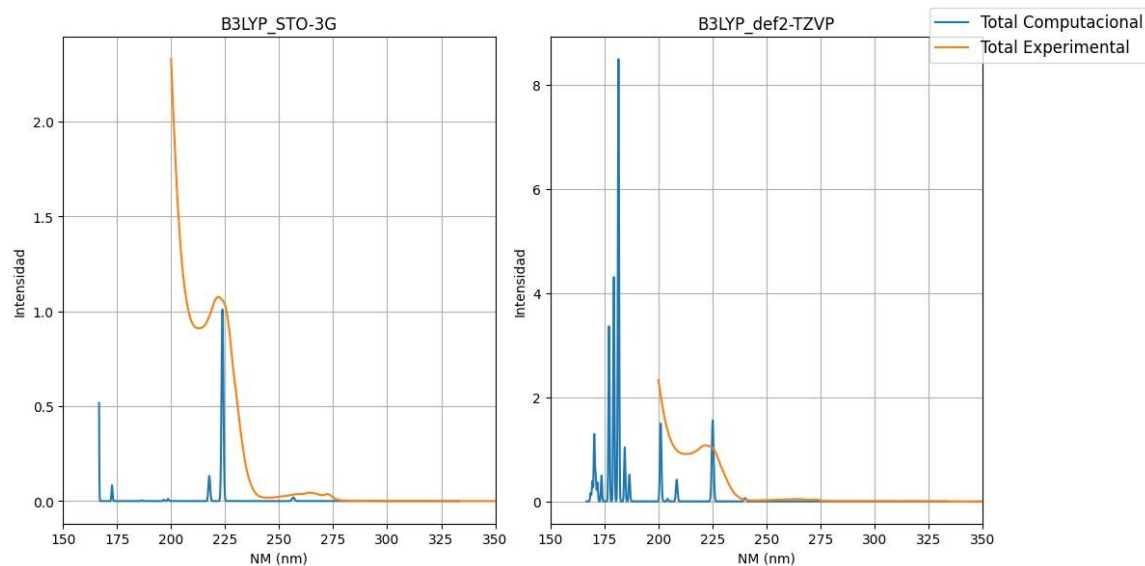 B3LYP_STO-3G
2.0
1.5
1.0
0.5
0.0
Intensidad
150 175 200 225 250 275 300 325 350
NM (nm)
B3LYP_def2-TZVP
8
6
4
2
0
Intensidad
150 175 200 225 250 275 300 325 350
NM (nm)
Total Computacional
Total Experimental